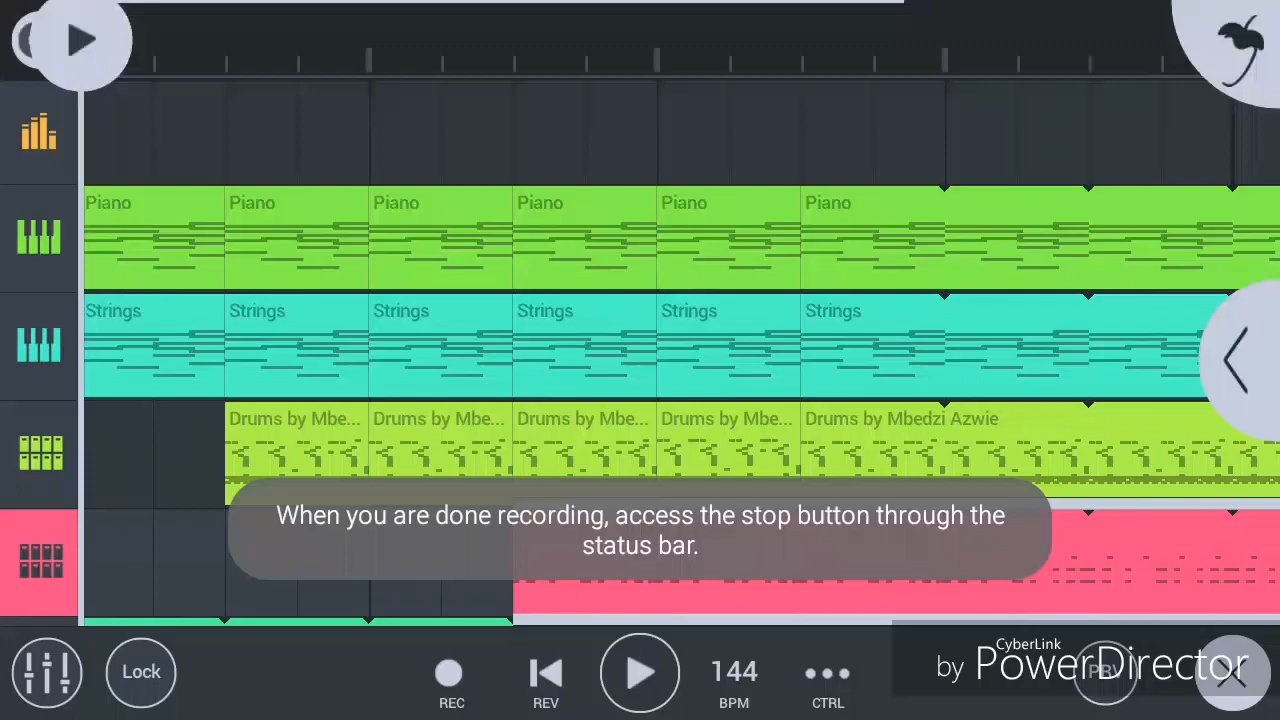 Piano Piano Piano Piano Piano Piano
Strings Strings Strings Strings Strings Strings
Drums by Mbe... Drums by Mbe... Drums by Mbe... Drums by Mbe... Drums by Mbedzi Azwie
When you are done recording, access the stop button through the
status bar.
Lock
REC
REV
144
BPM
CTRL
PRV
CyberLink
by PowerDirector